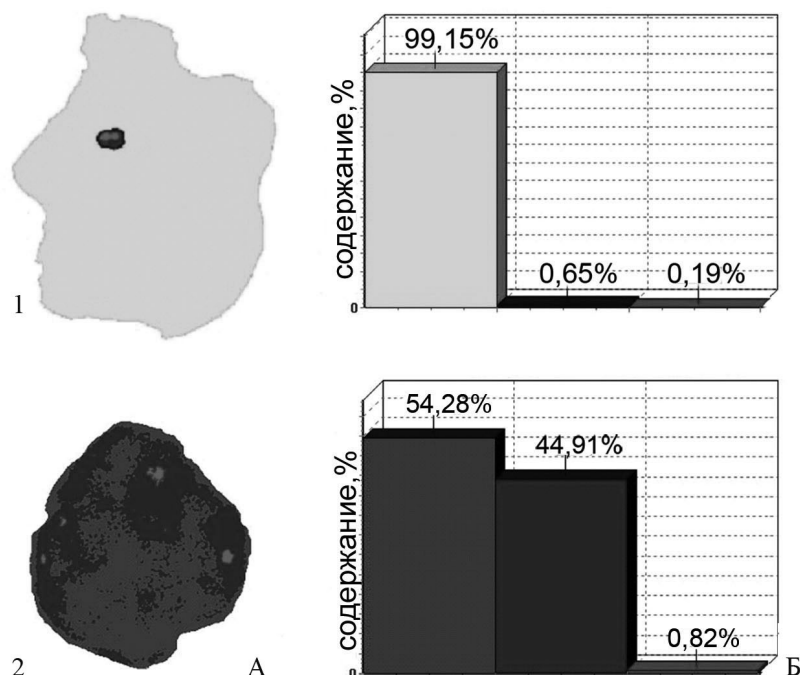 99,15%
содержание,%
0,65%
0,19%
0
1
54,28%
44,91%
содержание,%
0,82%
0
2
А
Б